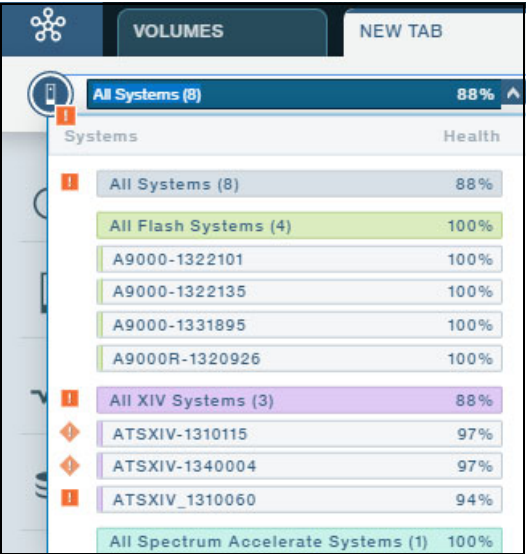 VOLUMES NEW TAB
All Systems (8) 88%
Systems Health
All Systems (8) 88%
All Flash Systems (4) 100%
A9000-1322101 100%
A9000-1322135 100%
A9000-1331895 100%
A9000R-1320926 100%
All XIV Systems (3) 88%
ATSXIV-1310115 97%
ATSXIV-1340004 97%
ATSXIV_1310060 94%
All Spectrum Accelerate Systems (1) 100%